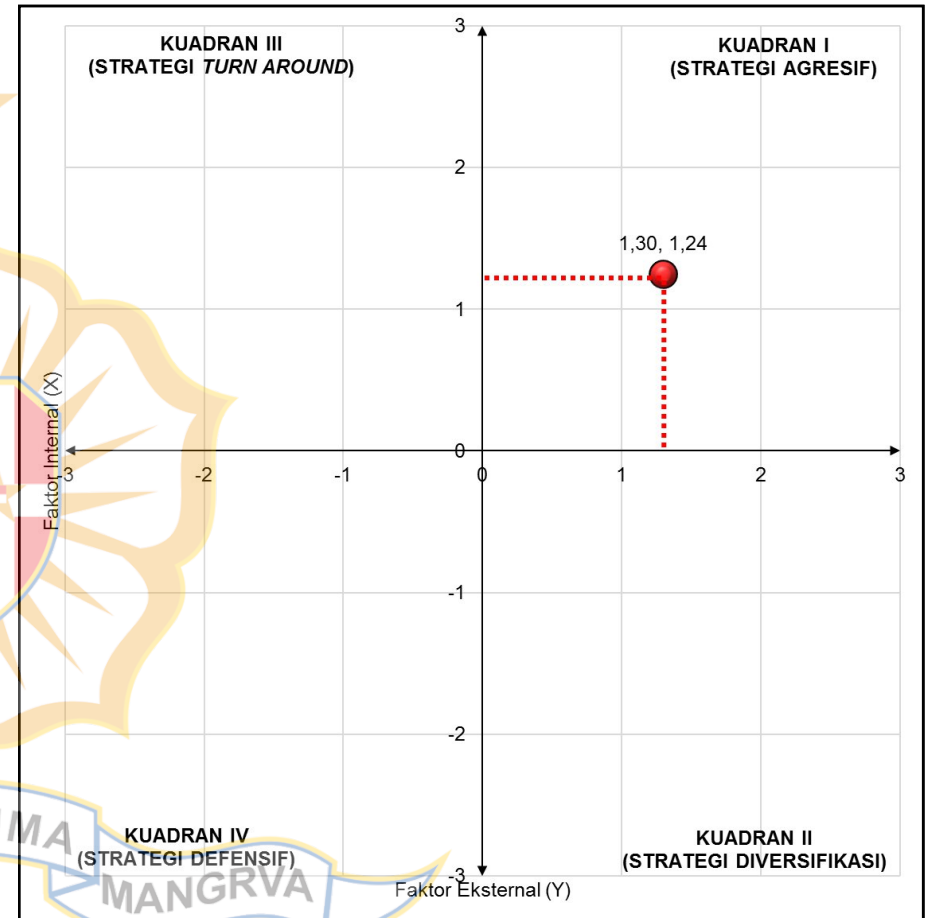 KUADRAN III
(STRATEGI TURN AROUND)
KUADRAN I
(STRATEGI AGRESIF)
3
2
1,30, 1,24
1
Faktor Internal (X)
0
-3
-2
-1
0
1
2
3
-1
-2
KUADRAN IV
(STRATEGI DEFENSIF)
KUADRAN II
(STRATEGI DIVERSIFIKASI)
-3
Faktor Eksternal (Y)
MANGRVA